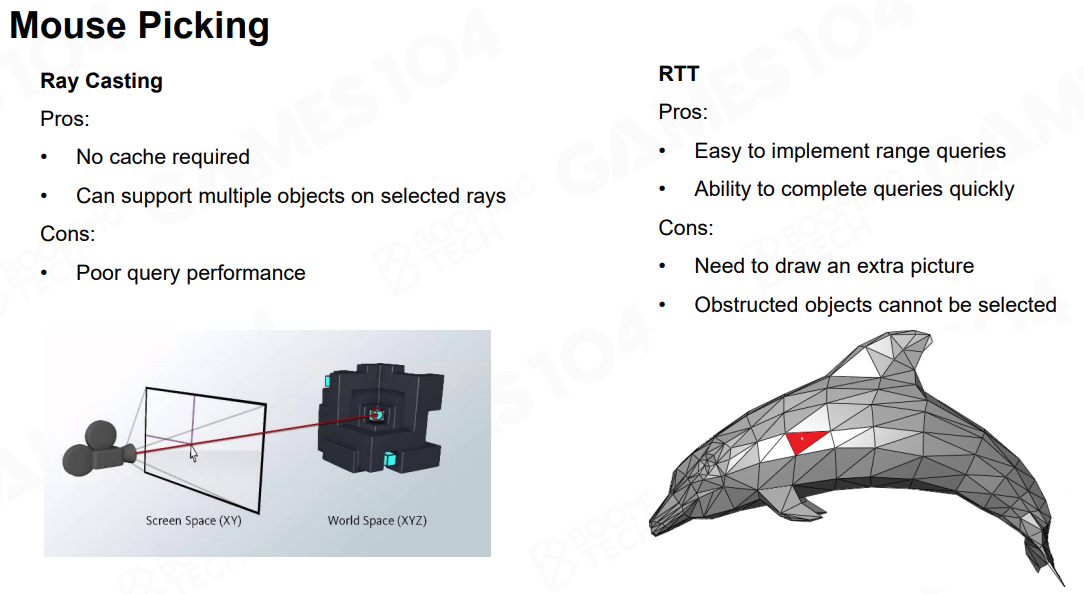 Mouse Picking
Ray Casting
Pros:
• No cache required
• Can support multiple objects on selected rays
Cons:
• Poor query performance
Screen Space (XY)
World Space (XYZ)
RTT
Pros:
• Easy to implement range queries
• Ability to complete queries quickly
Cons:
• Need to draw an extra picture
• Obstructed objects cannot be selected
GAMES104
BOOMING
TECH